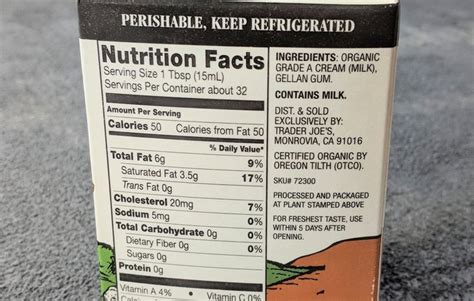 PERISHABLE, KEEP REFRIGERATED
Nutrition Facts
Serving Size 1 Tbsp (15mL)
Servings Per Container about 32
Amount Per Serving
Calories 50 Calories from Fat 50
% Daily Value*
Total Fat 6g 9%
Saturated Fat 3.5g 17%
Trans Fat 0g
Cholesterol 20mg 7%
Sodium 5mg 0%
Total Carbohydrate 0g 0%
Dietary Fiber 0g 0%
Sugars 0g
Protein 0g
Vitamin A 4%
INGREDIENTS: ORGANIC
GRADE A CREAM (MILK),
GELLAN GUM.
CONTAINS MILK.
DIST. & SOLD
EXCLUSIVELY BY:
TRADER JOE'S,
MONROVIA, CA 91016
CERTIFIED ORGANIC BY
OREGON TILTH (OTCO).
SKU# 72300
PROCESSED AND PACKAGED
AT PLANT STAMPED ABOVE
FOR FRESHEST TASTE, USE
WITHIN 5 DAYS AFTER
OPENING.